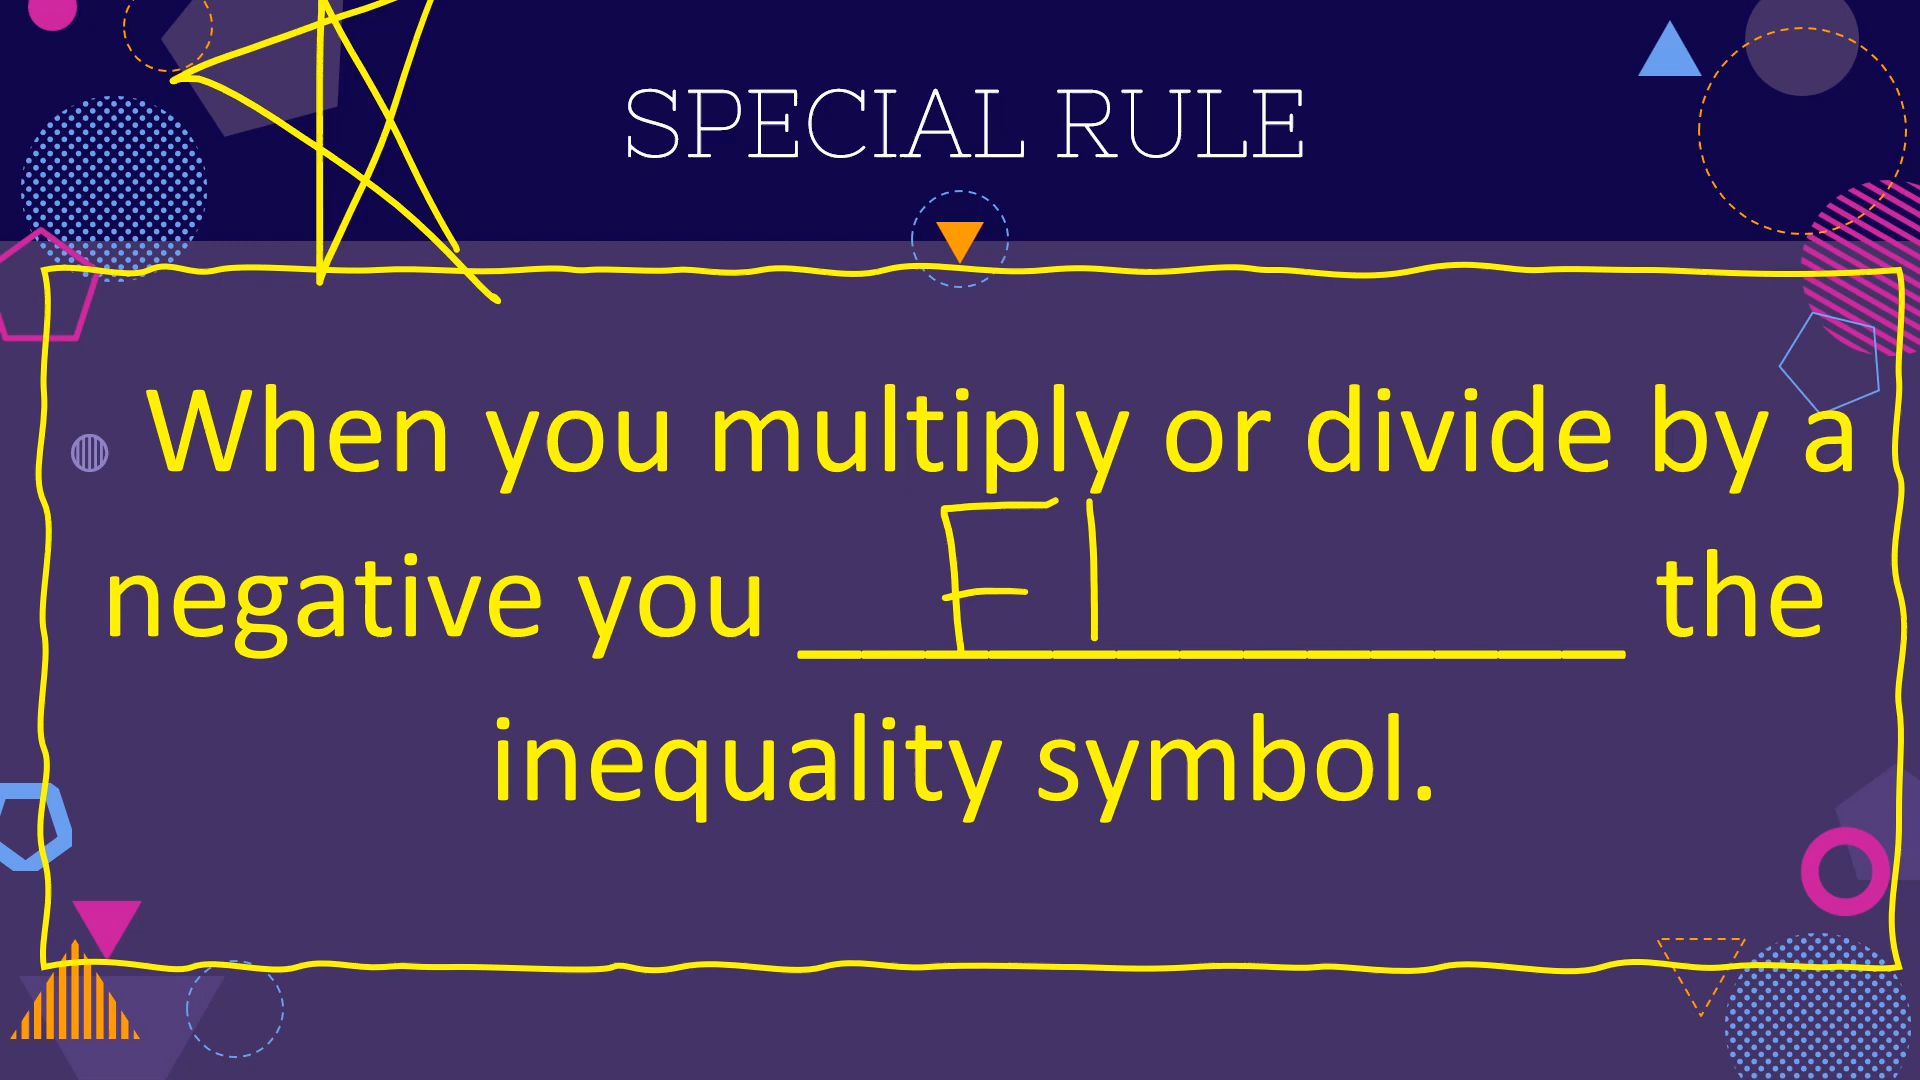 SPECIAL RULE
When you multiply or divide by a
negative you Fl_____________ the
inequality symbol.